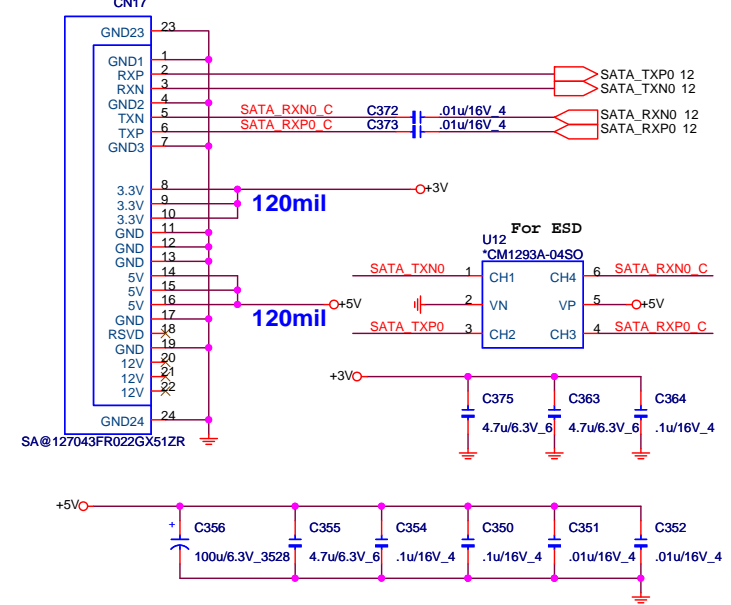 CN17
GND23 23
GND1 1
RXP 2
RXN 3
GND2 4
TXN 5
TXP 6
GND3 7
3.3V 8
3.3V 9
3.3V 10
GND 11
GND 12
GND 13
5V 14
5V 15
5V 16
GND 17
RSVD 18
GND 19
12V 20
12V 21
12V 22
GND24 24
SA@127043FR022GX51ZR
SATA_TXP0 12
SATA_TXN0 12
SATA_RXN0_C C372 .01u/16V_4 SATA_RXN0 12
SATA_RXP0_C C373 .01u/16V_4 SATA_RXP0 12
+3V
120mil
+5V
120mil
For ESD
U12
*CM1293A-04SO
SATA_TXN0 1 CH1 CH4 6 SATA_RXN0_C
2 VN VP 5 +5V
SATA_TXP0 3 CH2 CH3 4 SATA_RXP0_C
+3V
C375 C363 C364
4.7u/6.3V_6 4.7u/6.3V_6 .1u/16V_4
+5V
+ C356 C355 C354 C350 C351 C352
100u/6.3V_3528 4.7u/6.3V_6 .1u/16V_4 .1u/16V_4 .01u/16V_4 .01u/16V_4